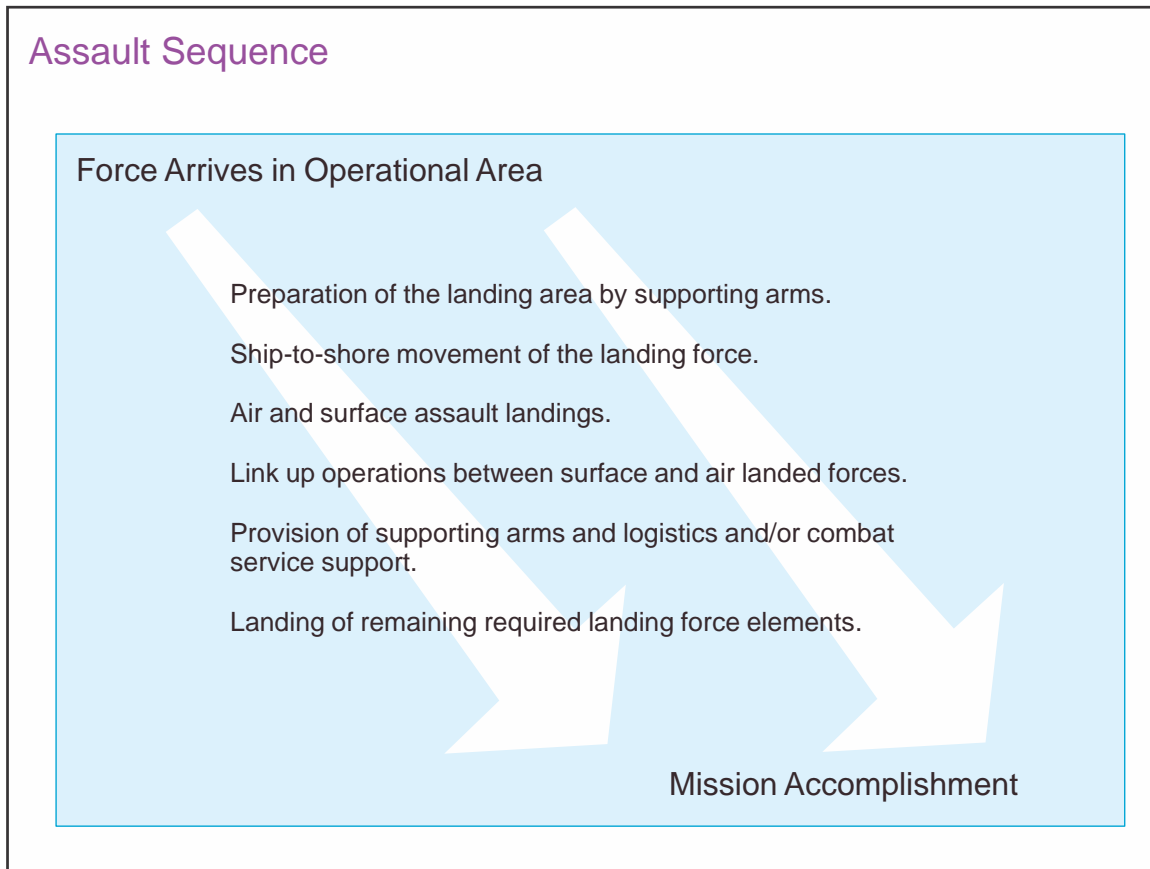 Assault Sequence
Force Arrives in Operational Area
Preparation of the landing area by supporting arms.
Ship-to-shore movement of the landing force.
Air and surface assault landings.
Link up operations between surface and air landed forces.
Provision of supporting arms and logistics and/or combat
service support.
Landing of remaining required landing force elements.
Mission Accomplishment